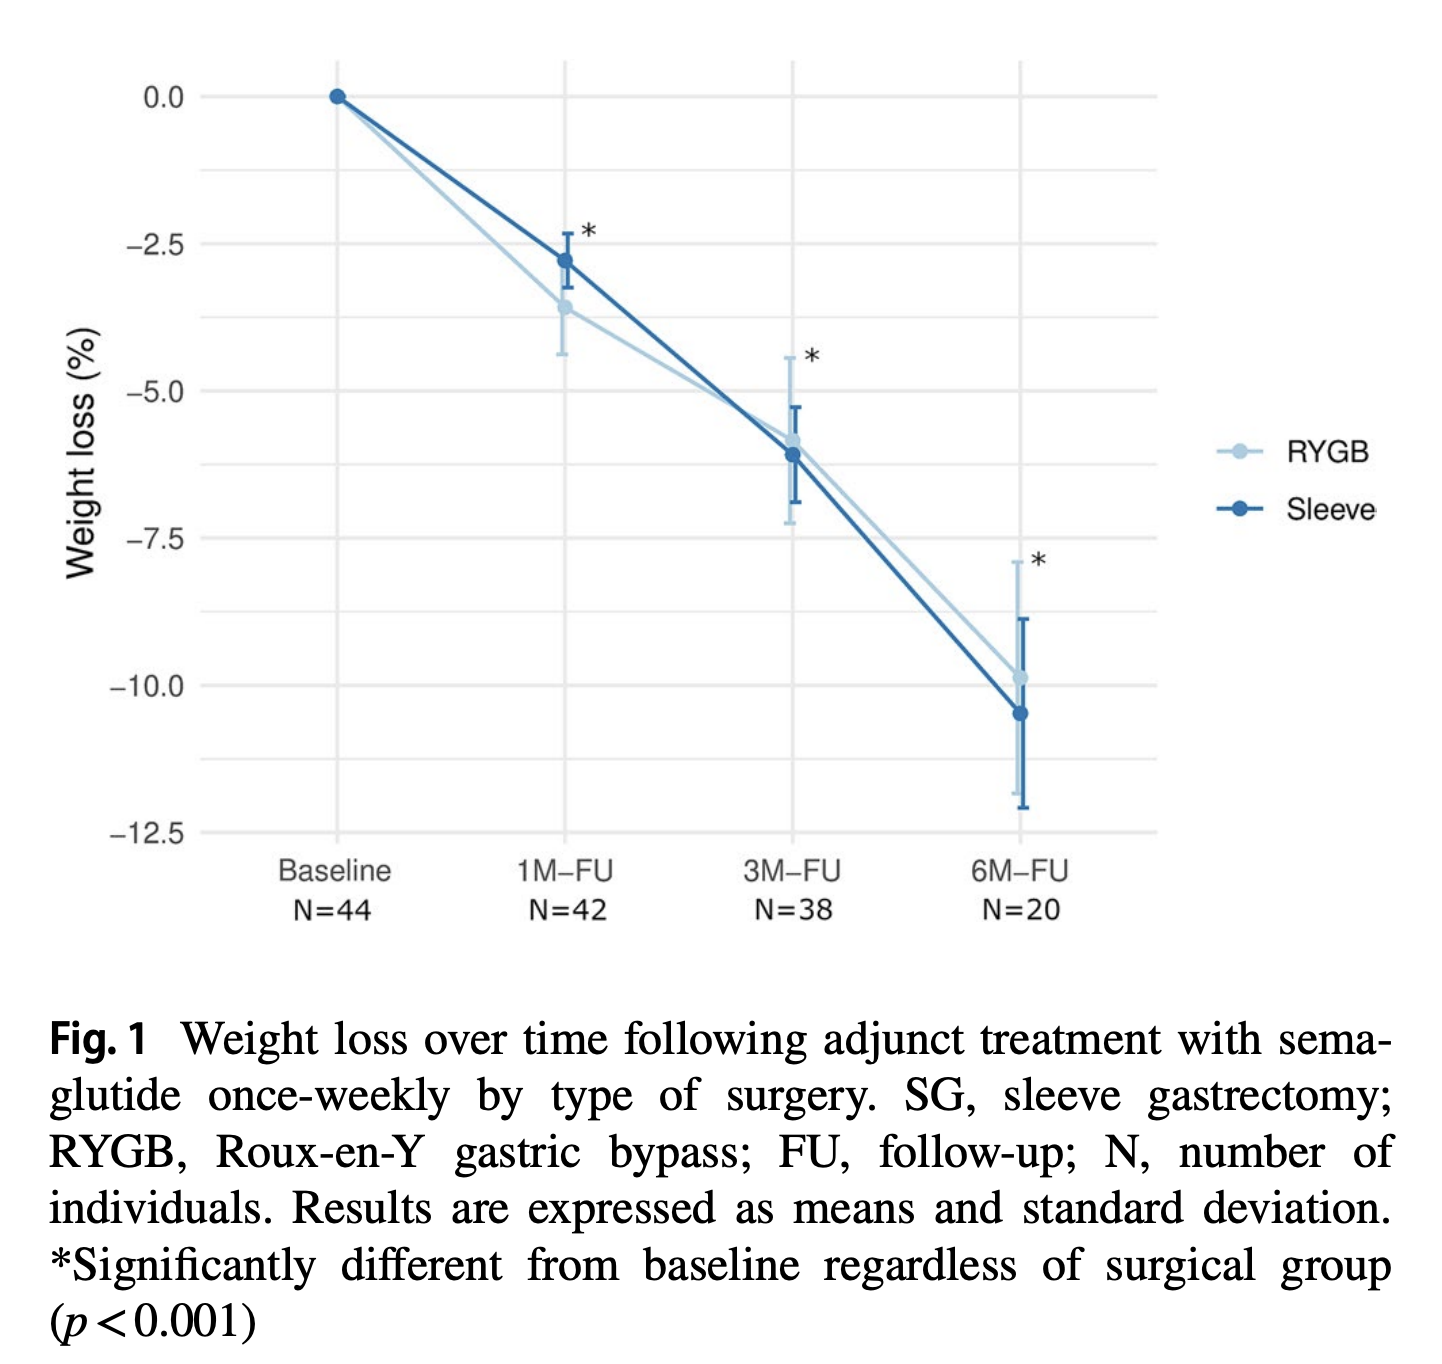 0.0
−2.5
−5.0
−7.5
−10.0
−12.5
Weight loss (%)
*
*
*
RYGB
Sleeve
Baseline 1M−FU 3M−FU 6M−FU
N=44 N=42 N=38 N=20
Fig. 1 Weight loss over time following adjunct treatment with sema-
glutide once-weekly by type of surgery. SG, sleeve gastrectomy;
RYGB, Roux-en-Y gastric bypass; FU, follow-up; N, number of
individuals. Results are expressed as means and standard deviation.
*Significantly different from baseline regardless of surgical group
(p < 0.001)